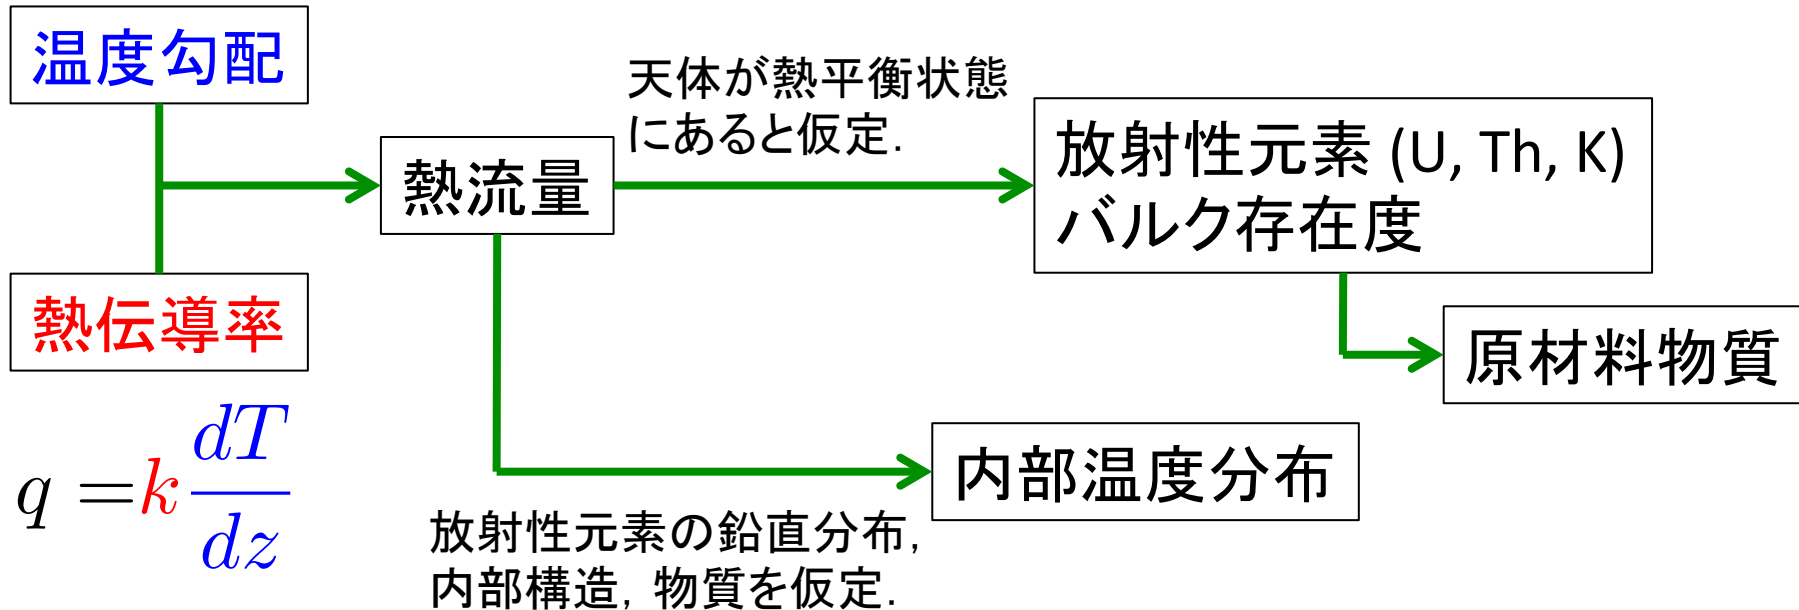 温度勾配
天体が熱平衡状態
にあると仮定.
熱流量
放射性元素 (U, Th, K)
バルク存在度
熱伝導率
原材料物質
q = k dT/dz
内部温度分布
放射性元素の鉛直分布,
内部構造, 物質を仮定.